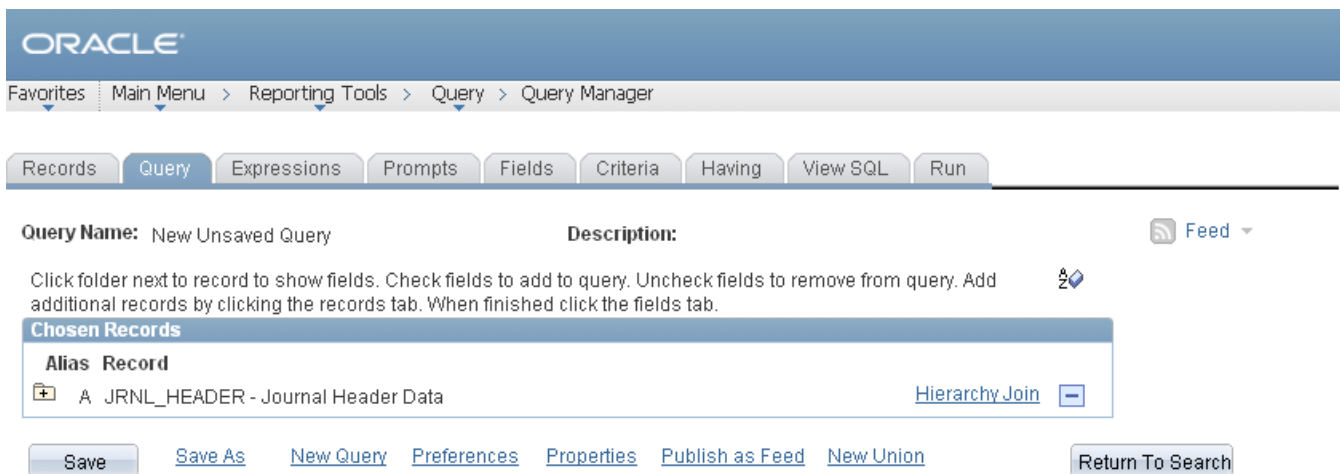 ORACLE
Favorites Main Menu > Reporting Tools > Query > Query Manager
Records Query Expressions Prompts Fields Criteria Having View SQL Run
Query Name: New Unsaved Query Description: Feed
Click folder next to record to show fields. Check fields to add to query. Uncheck fields to remove from query. Add
additional records by clicking the records tab. When finished click the fields tab.
Chosen Records
Alias Record
A JRNL_HEADER - Journal Header Data Hierarchy Join
Save Save As New Query Preferences Properties Publish as Feed New Union Return To Search